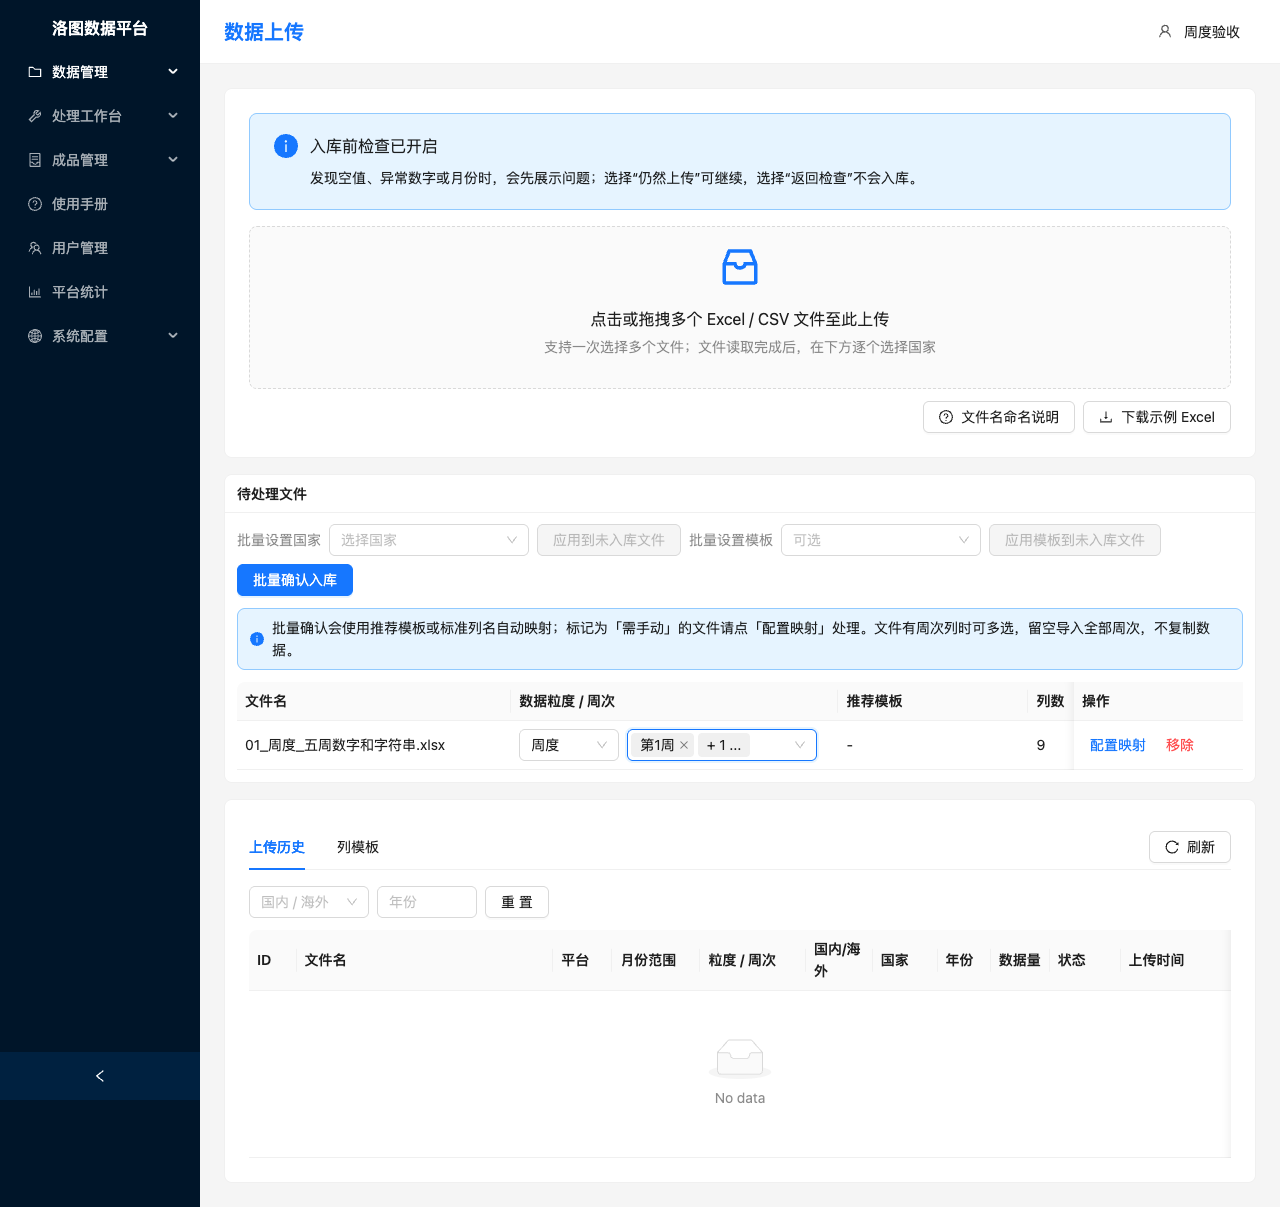 洛图数据平台
数据管理
处理工作台
成品管理
使用手册
用户管理
平台统计
系统配置
数据上传
周度验收
入库前检查已开启
发现空值、异常数字或月份时，会先展示问题；选择“仍然上传”可继续，选择“返回检查”不会入库。
点击或拖拽多个 Excel / CSV 文件至此上传
支持一次选择多个文件；文件读取完成后，在下方逐个选择国家
文件名命名说明
下载示例 Excel
待处理文件
批量设置国家 选择国家 应用到未入库文件 批量设置模板 可选 应用模板到未入库文件
批量确认入库
批量确认会使用推荐模板或标准列名自动映射；标记为「需手动」的文件请点「配置映射」处理。文件有周次列时可多选，留空导入全部周次，不复制数
据。
文件名 数据粒度 / 周次 推荐模板 列数 操作
01_周度_五周数字和字符串.xlsx 周度 第1周 + 1 ... - 9 配置映射 移除
上传历史 列模板 刷新
国内 / 海外 年份 重 置
ID 文件名 平台 月份范围 粒度 / 周次 国内/海外 国家 年份 数据量 状态 上传时间
No data